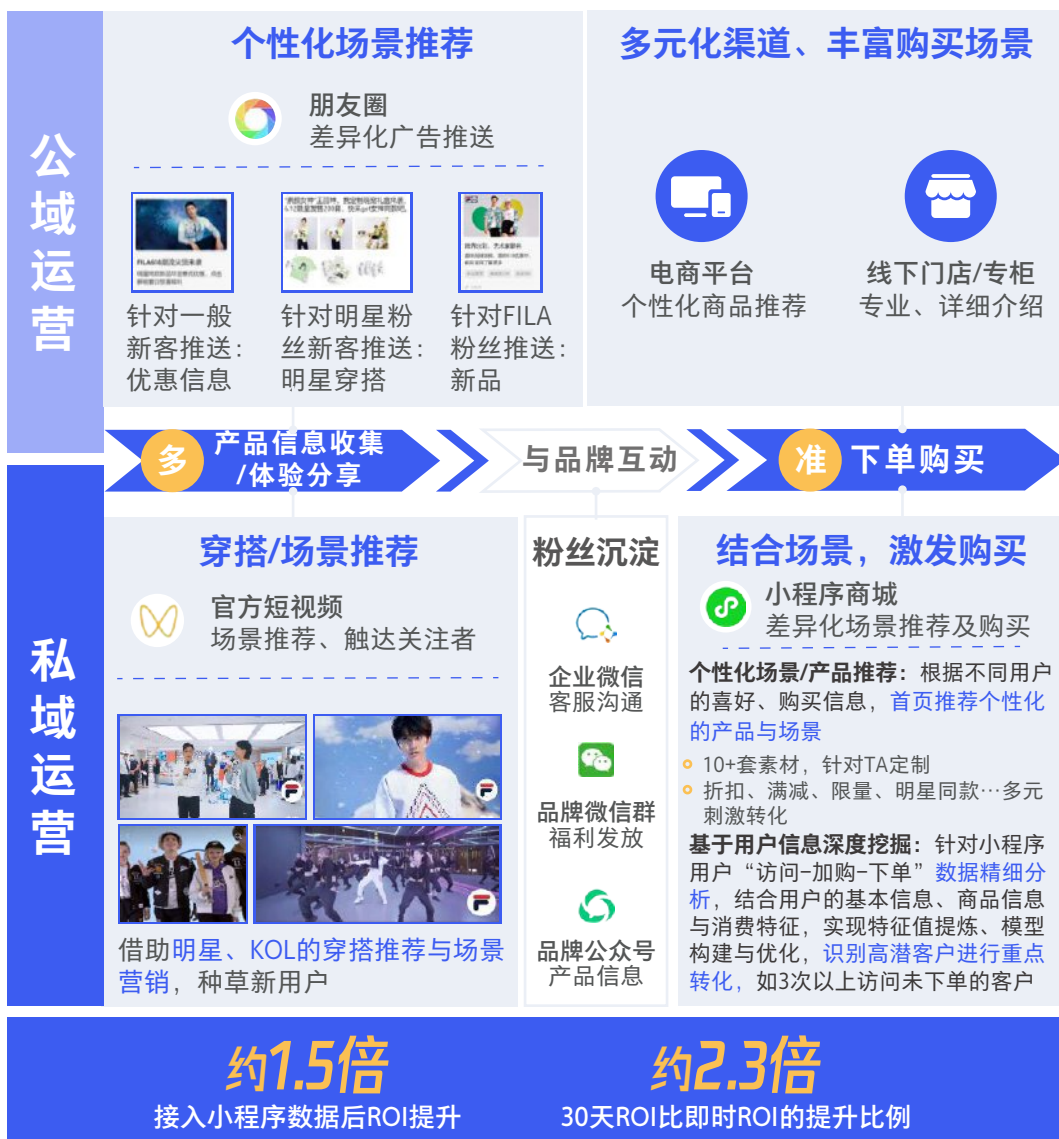 公域运营
个性化场景推荐
朋友圈
差异化广告推送
针对一般
新客推送：
优惠信息
针对明星粉
丝新客推送：
明星穿搭
针对FILA
粉丝推送：
新品
多元化渠道、丰富购买场景
电商平台
个性化商品推荐
线下门店/专柜
专业、详细介绍
多
产品信息收集
/体验分享
与品牌互动
准
下单购买
私域运营
穿搭/场景推荐
官方短视频
场景推荐、触达关注者
借助明星、KOL的穿搭推荐与场景
营销，种草新用户
粉丝沉淀
企业微信
客服沟通
品牌微信群
福利发放
品牌公众号
产品信息
结合场景，激发购买
小程序商城
差异化场景推荐及购买
个性化场景/产品推荐：根据不同用户
的喜好、购买信息，首页推荐个性化
的产品与场景
10+套素材，针对TA定制
折扣、满减、限量、明星同款…多元
刺激转化
基于用户信息深度挖掘：针对小程序
用户“访问-加购-下单”数据精细分
析，结合用户的基本信息、商品信息
与消费特征，实现特征值提炼、模型
构建与优化，识别高潜客户进行重点
转化，如3次以上访问未下单的客户
约1.5倍
接入小程序数据后ROI提升
约2.3倍
30天ROI比即时ROI的提升比例